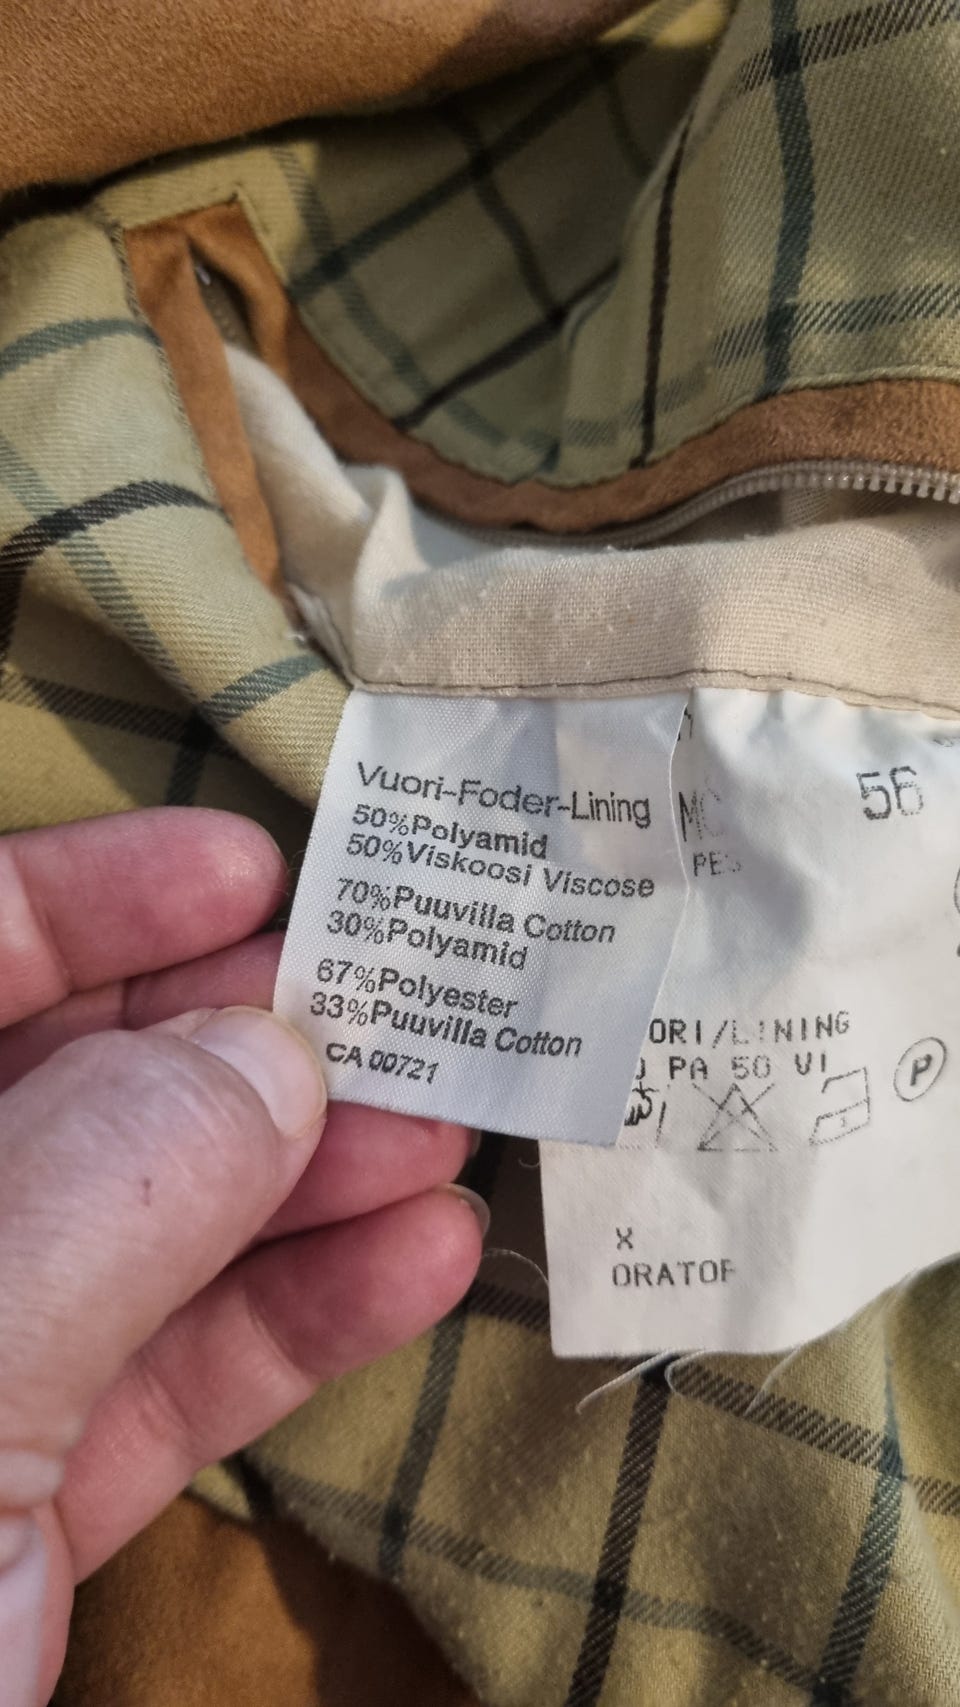 Vuori-Foder-Lining
50%Polyamid
50%Viskoosi Viscose
70%Puuvilla Cotton
30%Polyamid
67%Polyester
33%Puuvilla Cotton
CA 00721
56
MC
PES
ORI/LINING
PA 50 VI
P
X
ORATOR